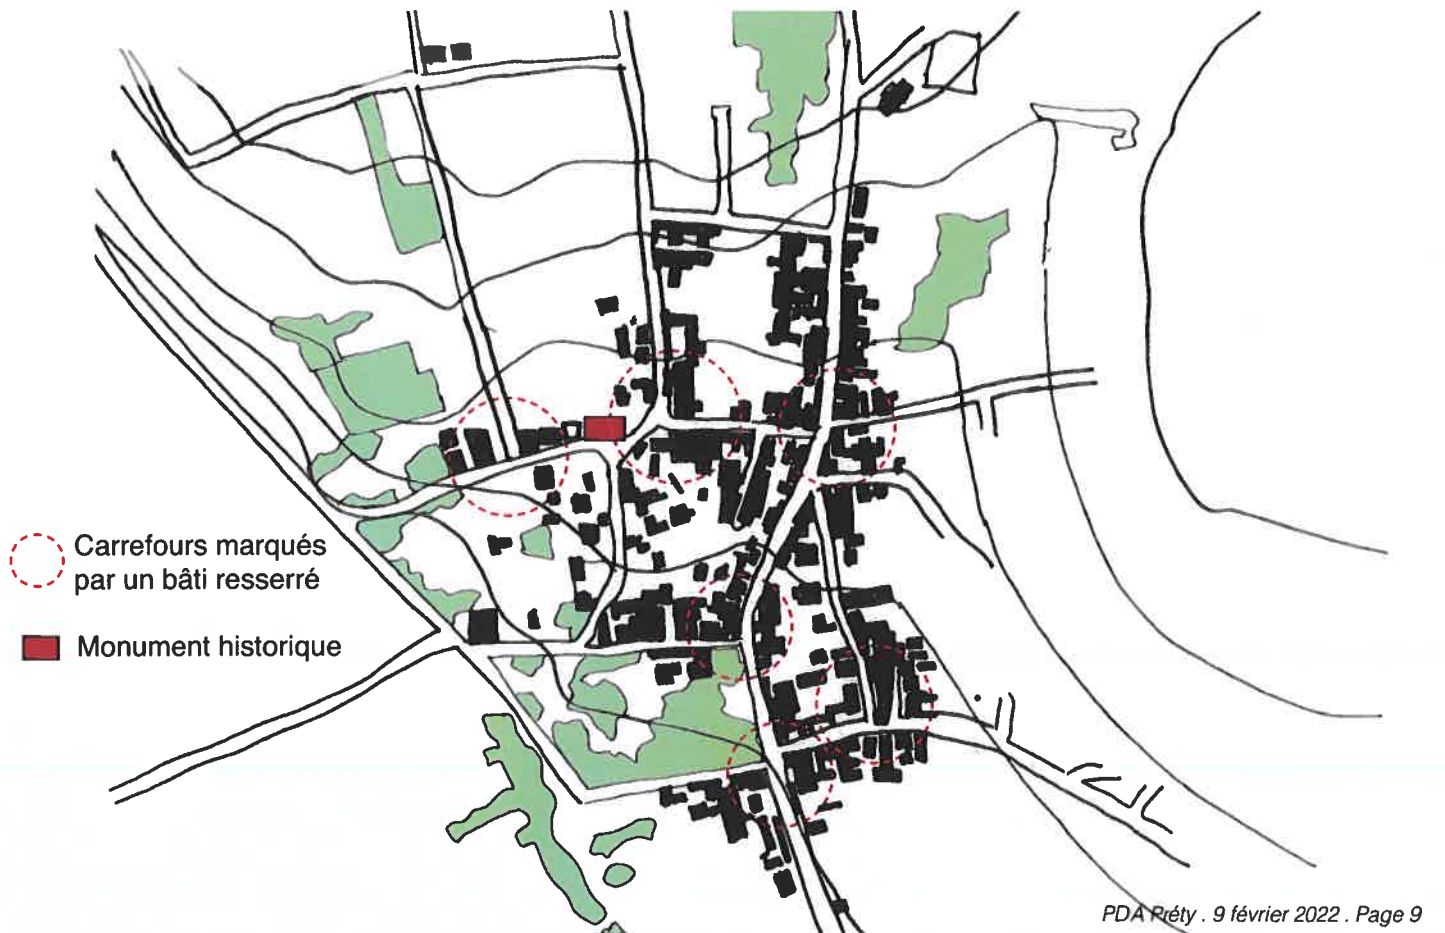 Carrefours marqués
par un bâti resserré
Monument historique
PDA Préty . 9 février 2022 . Page 9